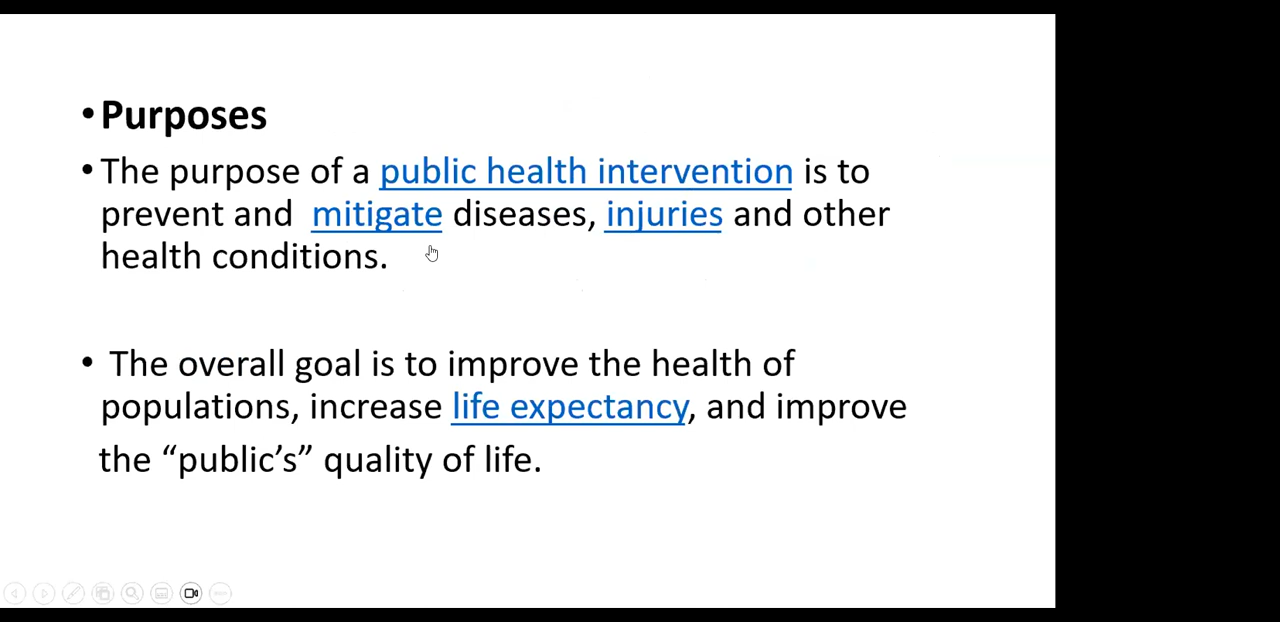 •Purposes
•The purpose of a public health intervention is to
prevent and  mitigate diseases, injuries and other
health conditions.
• The overall goal is to improve the health of
populations, increase life expectancy, and improve
the “public’s” quality of life.